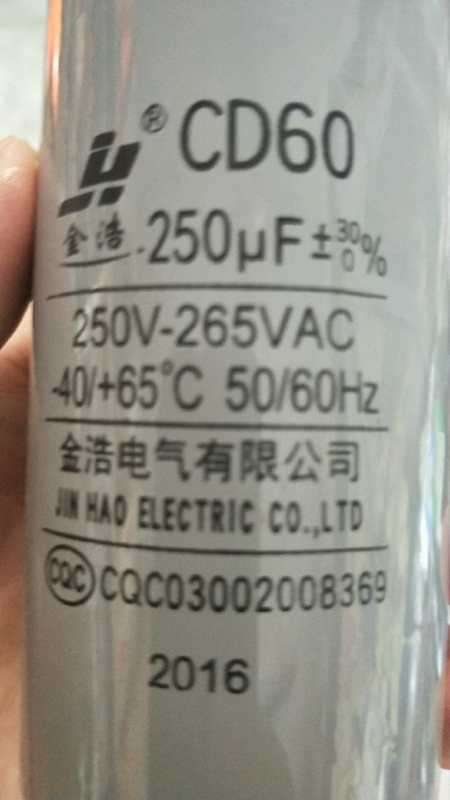 ® CD60
金浩 250μF±30/0%
250V-265VAC
-40/+65°C 50/60Hz
金浩电气有限公司
JIN HAO ELECTRIC CO.,LTD
CQC CQC03002008369
2016